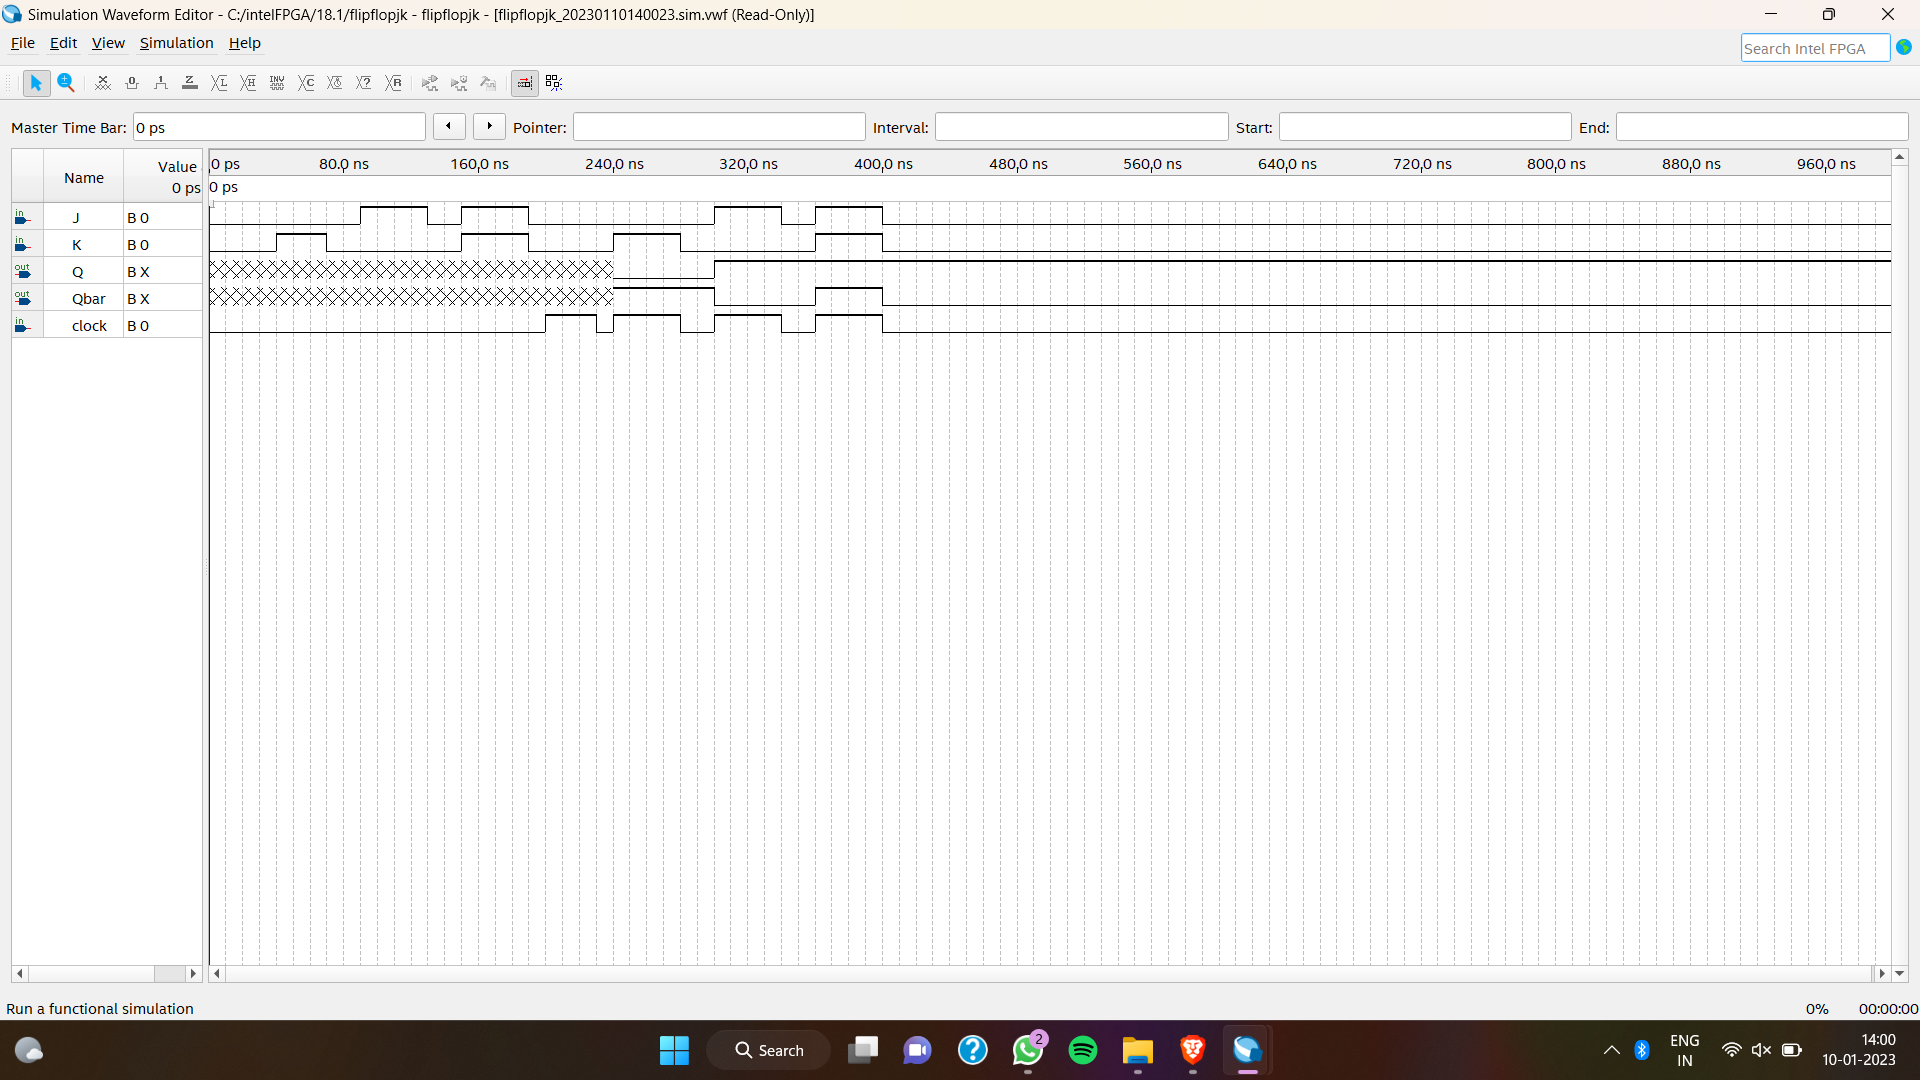 Simulation Waveform Editor - C:/intelFPGA/18.1/flipflopjk - flipflopjk - [flipflopjk_20230110140023.sim.vwf (Read-Only)]
File Edit View Simulation Help
Search Intel FPGA
Master Time Bar: 0 ps Pointer: Interval: Start: End:
Name Value 0 ps
0 ps 80.0 ns 160.0 ns 240.0 ns 320.0 ns 400.0 ns 480.0 ns 560.0 ns 640.0 ns 720.0 ns 800.0 ns 880.0 ns 960.0 ns
0 ps
in J B 0
in K B 0
out Q B X
out Qbar B X
in clock B 0
Run a functional simulation
0% 00:00:00
Search
2
ENG IN
14:00
10-01-2023